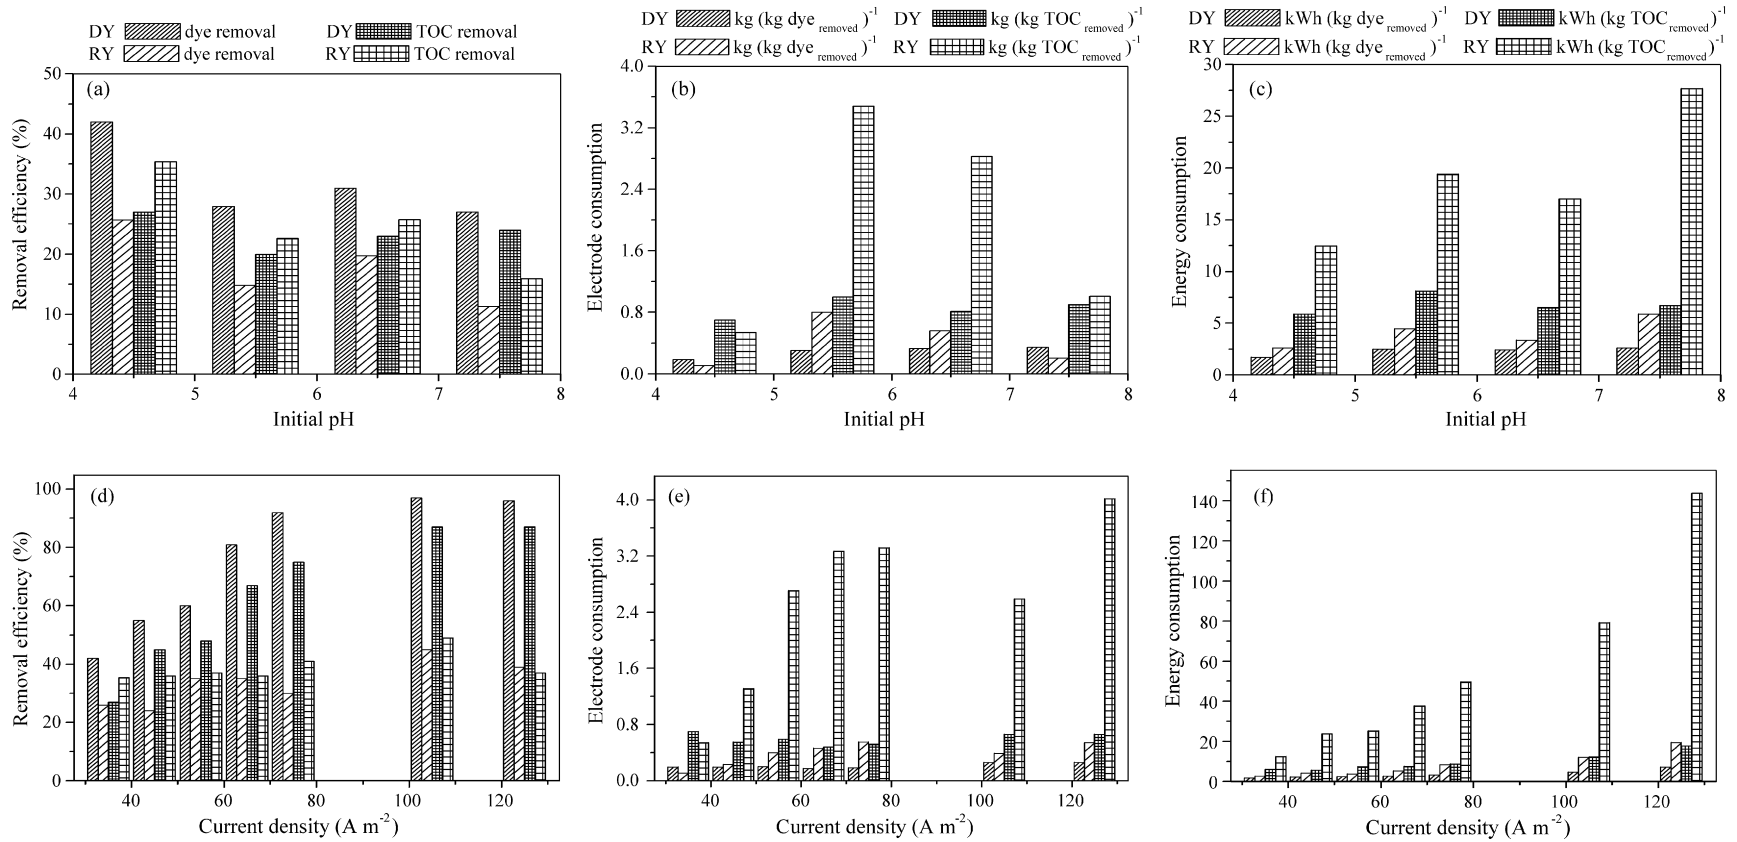 DY dye removal DY TOC removal
RY dye removal RY TOC removal
(a)
Removal efficiency (%)
50
40
30
20
10
0
4 5 6 7 8
Initial pH
DY kg (kg dye removed)-1 DY kg (kg TOC removed)-1
RY kg (kg dye removed)-1 RY kg (kg TOC removed)-1
(b)
Electrode consumption
4.0
3.2
2.4
1.6
0.8
0.0
4 5 6 7 8
Initial pH
DY kWh (kg dye removed)-1 DY kWh (kg TOC removed)-1
RY kWh (kg dye removed)-1 RY kWh (kg TOC removed)-1
(c)
Energy consumption
30
25
20
15
10
5
0
4 5 6 7 8
Initial pH
(d)
Removal efficiency (%)
100
80
60
40
20
0
40 60 80 100 120
Current density (A m-2)
(e)
Electrode consumption
4.0
3.2
2.4
1.6
0.8
0.0
40 60 80 100 120
Current density (A m-2)
(f)
Energy consumption
140
120
100
80
60
40
20
0
40 60 80 100 120
Current density (A m-2)